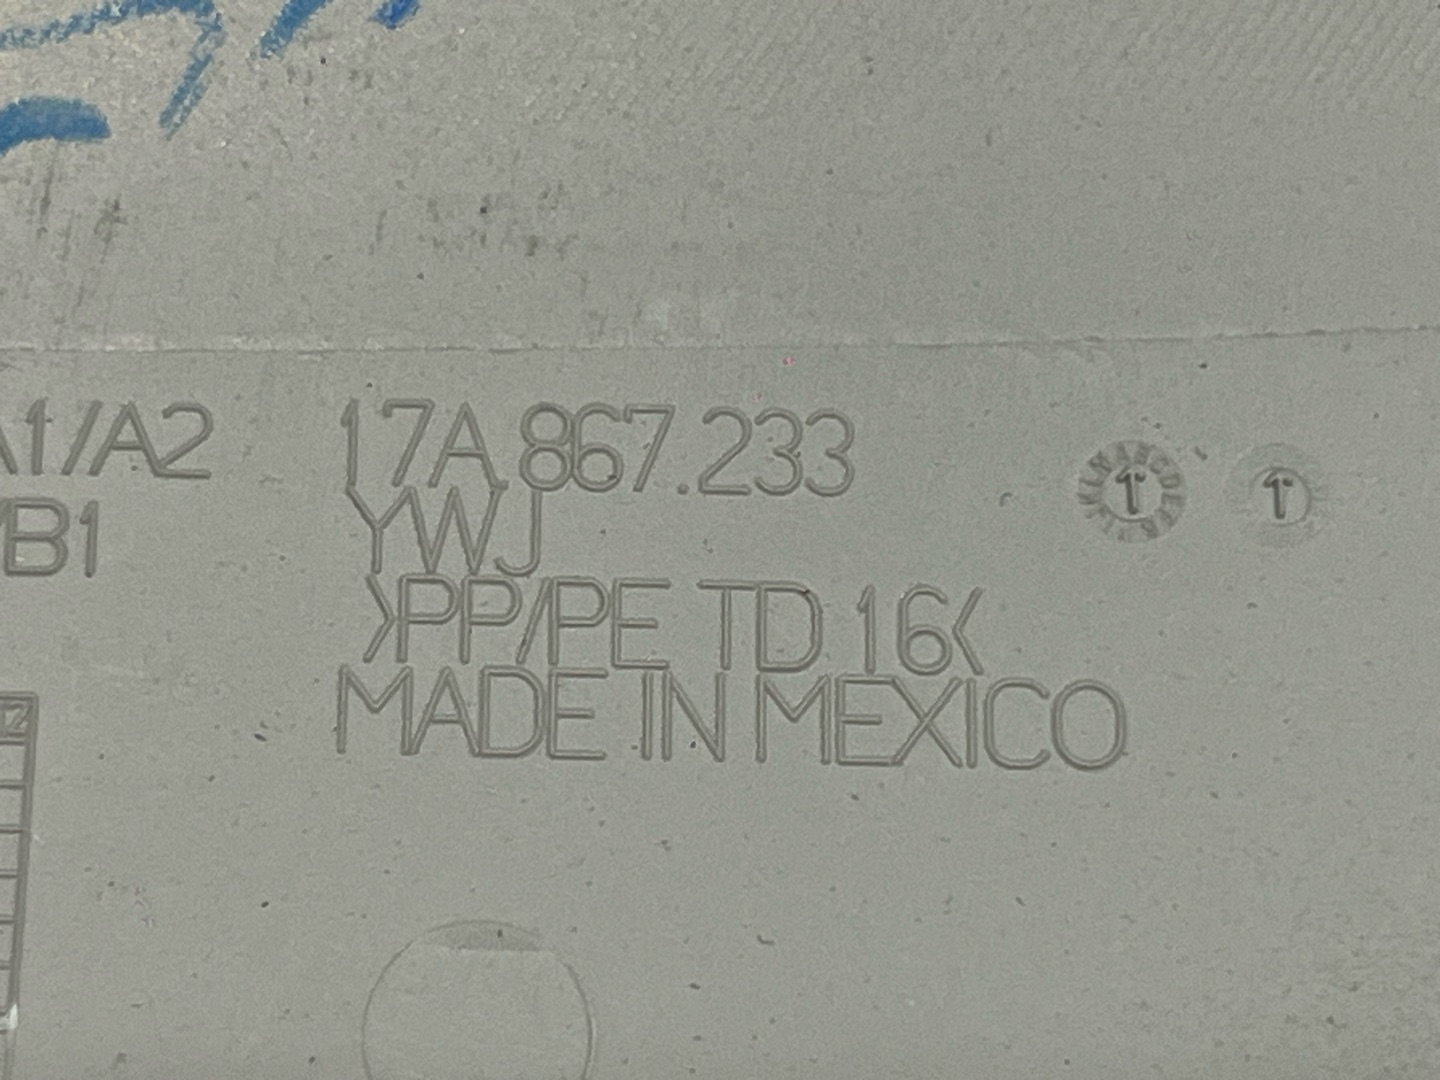 A1/A2
17A.867.233
B1
YWJ
>PP/PE TD 16<
MADE IN MEXICO